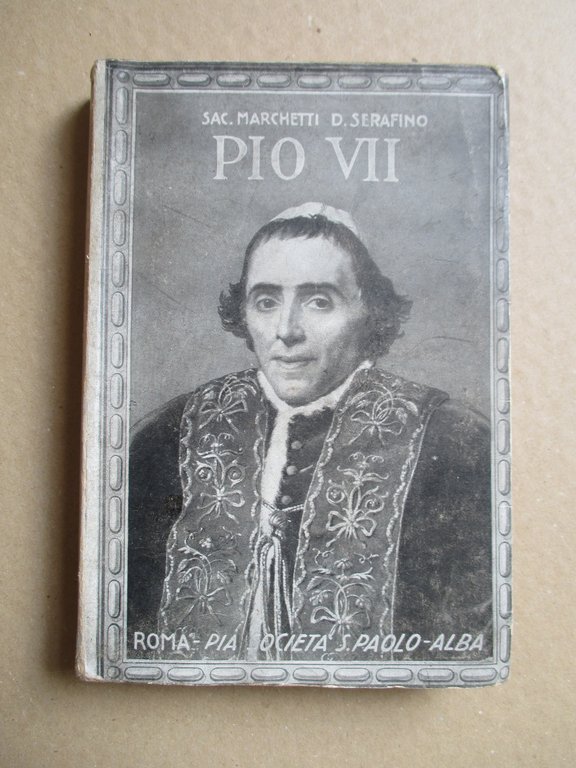 SAC. MARCHETTI D. SERAFINO
PIO VII
ROMA - PIA SOCIETÀ S. PAOLO - ALBA